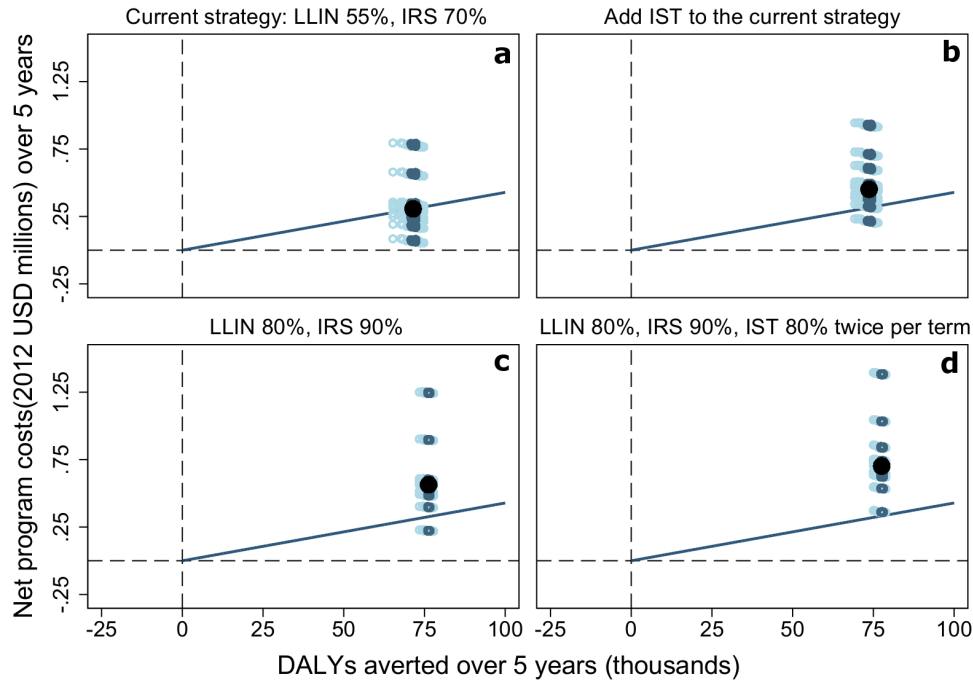 Current strategy: LLIN 55%, IRS 70%
Add IST to the current strategy
a
b
1.25
.75
.25
-.25
LLIN 80%, IRS 90%
LLIN 80%, IRS 90%, IST 80% twice per term
c
d
1.25
.75
.25
-.25
-25 0 25 50 75 100
-25 0 25 50 75 100
Net program costs(2012 USD millions) over 5 years
DALYs averted over 5 years (thousands)